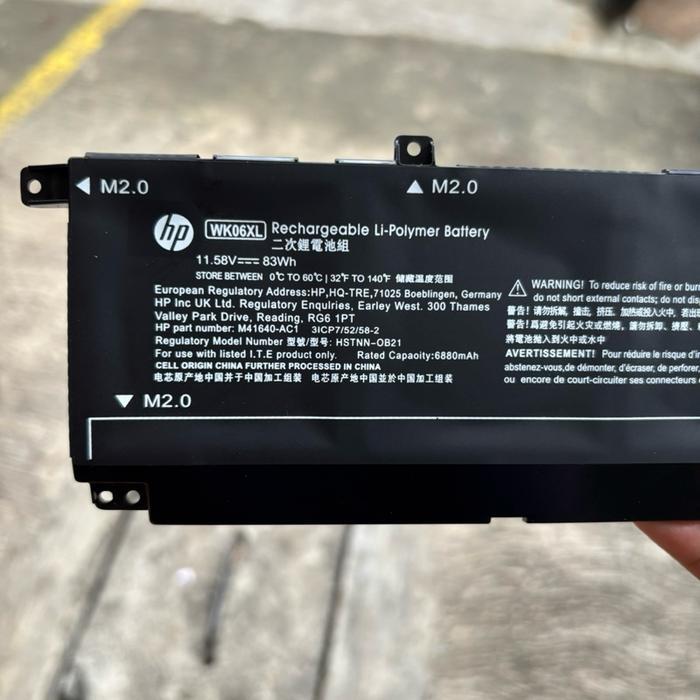 ◀ M2.0
▲ M2.0
hp WK06XL Rechargeable Li-Polymer Battery
二次鋰電池組
11.58V⎓ 83Wh
STORE BETWEEN 0℃ TO 60℃ | 32℉ TO 140℉ 储藏温度范围
European Regulatory Address:HP,HQ-TRE,71025 Boeblingen, Germany
HP Inc UK Ltd. Regulatory Enquiries, Earley West. 300 Thames
Valley Park Drive, Reading, RG6 1PT
HP part number: M41640-AC1 3ICP7/52/58-2
Regulatory Model Number 型號/型号: HSTNN-OB21
For use with listed I.T.E product only. Rated Capacity:6880mAh
CELL ORIGIN CHINA FURTHER PROCESSED IN CHINA
电芯原产地中国并于中国加工组装 电芯原產地中國並於中國加工組裝
▼ M2.0
WARNING! To reduce risk of fire or burn
do not short external contacts; do not dis
警告! 请勿拆解, 撞击, 挤压, 加热或投入火中, 若出
警告! 爲避免引起火災或燃燒, 請勿拆卸、擠壓、
將電池拋入到火中或水中
AVERTISSEMENT! Pour réduire le risque d'i
abstenez-vous,de démonter, d'écraser, de perforer,
ou encore de court-circuiter ses connecteurs